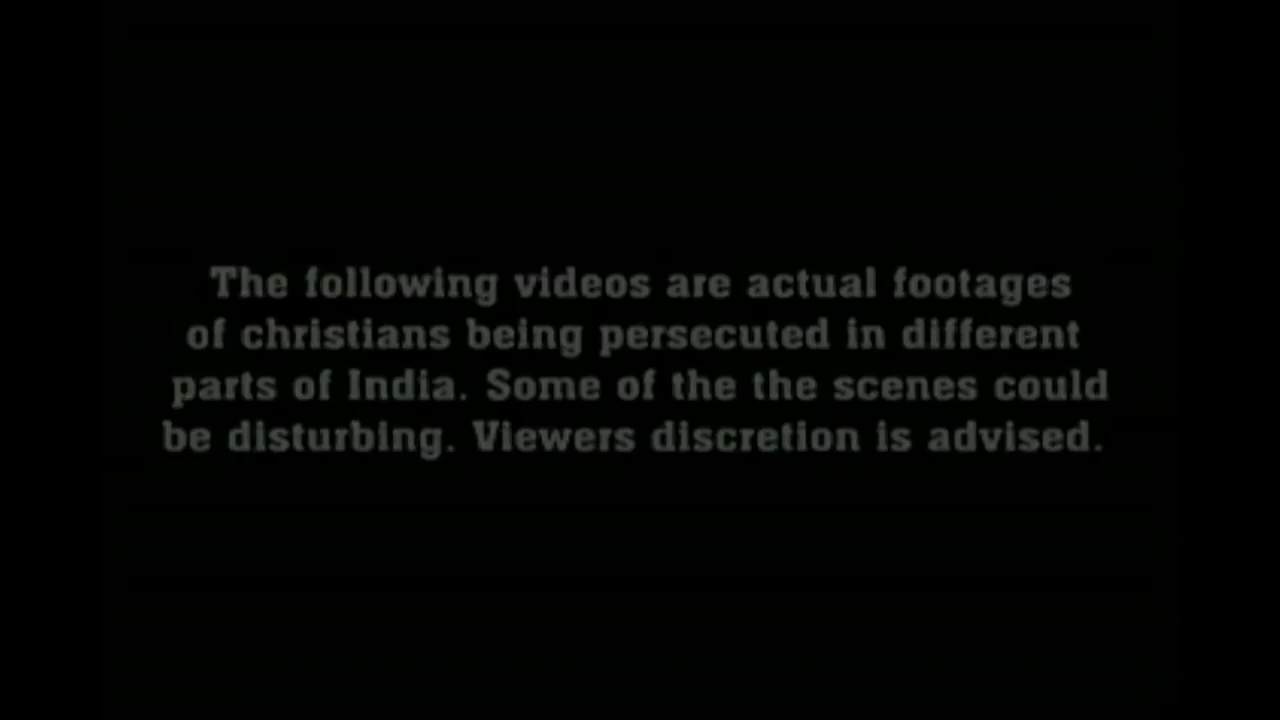 The following videos are actual footages
of christians being persecuted in different
parts of India. Some of the the scenes could
be disturbing. Viewers discretion is advised.